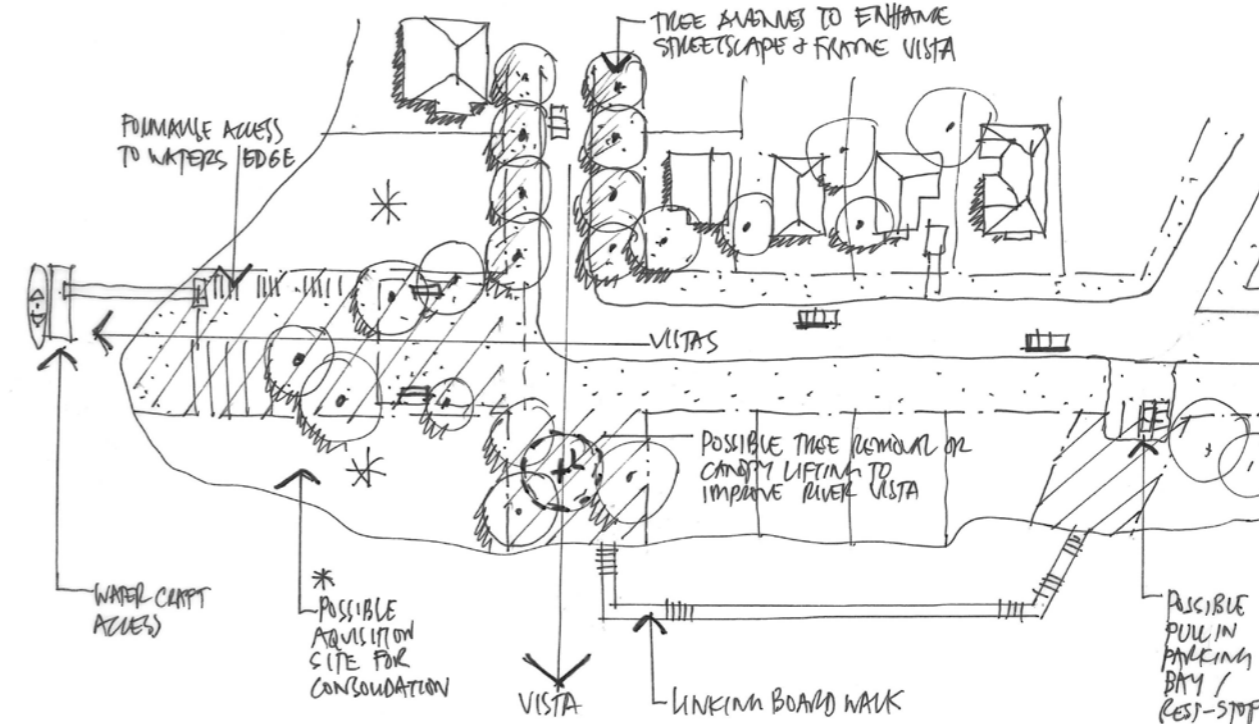 TREE AVENUES TO ENHANCE
STREETSCAPE & FRAME VISTA
FORMALISE ACCESS
TO WATERS EDGE
VISTAS
POSSIBLE TREE REMOVAL OR
CANOPY LIFTING TO
IMPROVE RIVER VISTA
WATER CRAFT
ACCESS
*
POSSIBLE
AQUISITION
SITE FOR
CONSOLIDATION
VISTA
LINKING BOARD WALK
POSSIBLE
PULL IN
PARKING
BAY /
REST-STOP